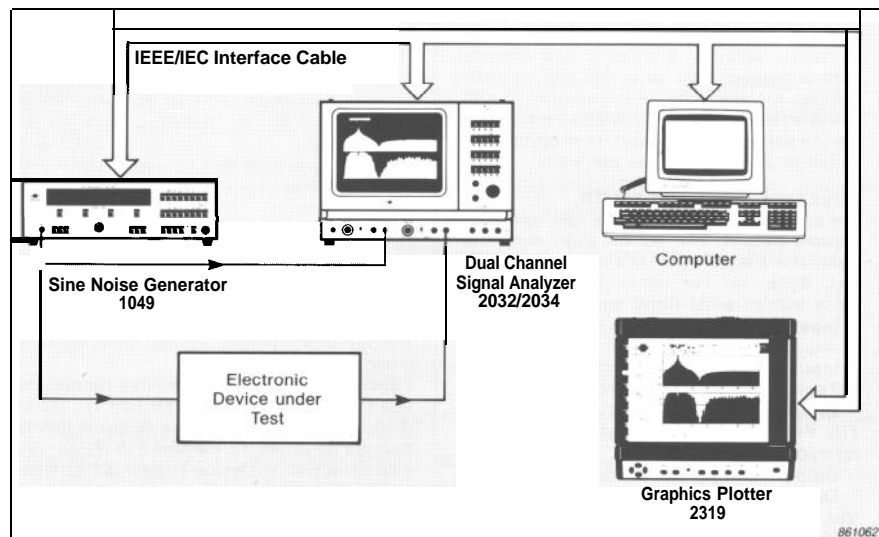 IEEE/IEC Interface Cable
Sine Noise Generator
1049
Dual Channel
Signal Analyzer
2032/2034
Computer
Electronic
Device under
Test
Graphics Plotter
2319
861062